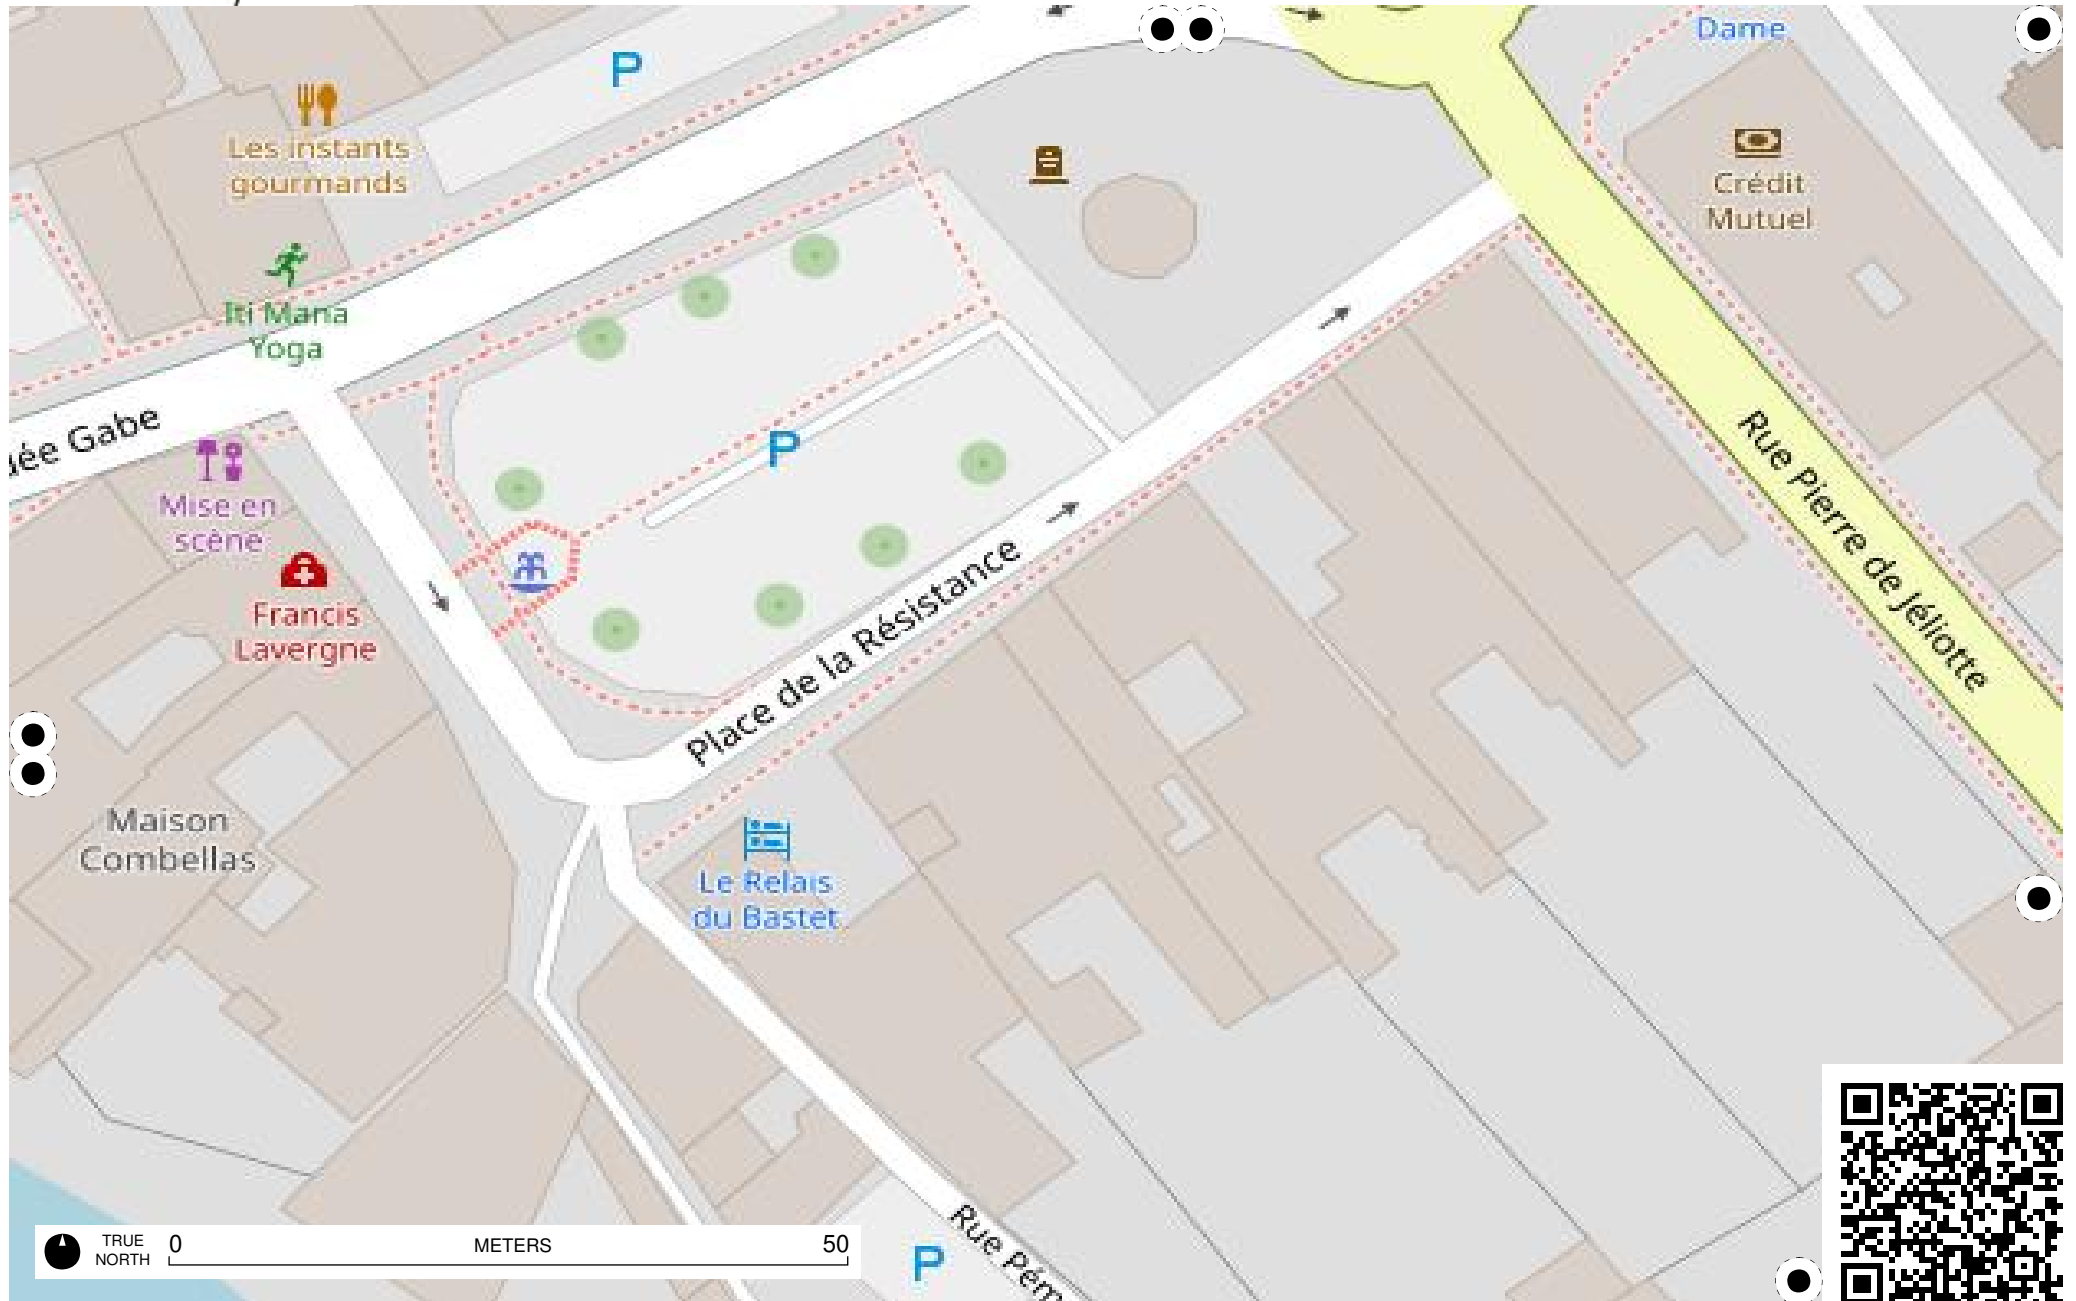 Dame
P
Les instants
gourmands
Crédit
Mutuel
Iti Mana
Yoga
ée Gabe
Mise en
scène
P
Francis
Lavergne
Rue Pierre de Jéliotte
Place de la Résistance
Maison
Combellas
Le Relais
du Bastet
Rue Pém
P
TRUE
NORTH
0 METERS 50